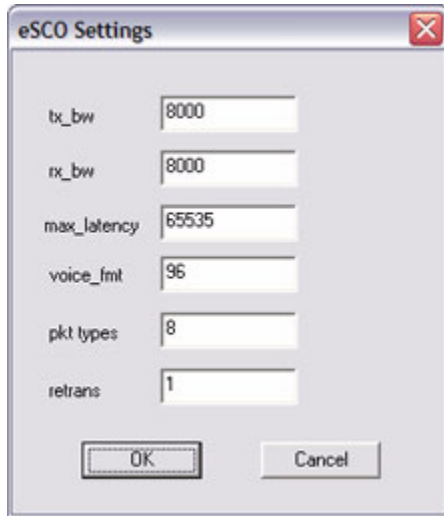 eSCO Settings
tx_bw 8000
rx_bw 8000
max_latency 65535
voice_fmt 96
pkt types 8
retrans 1
OK Cancel